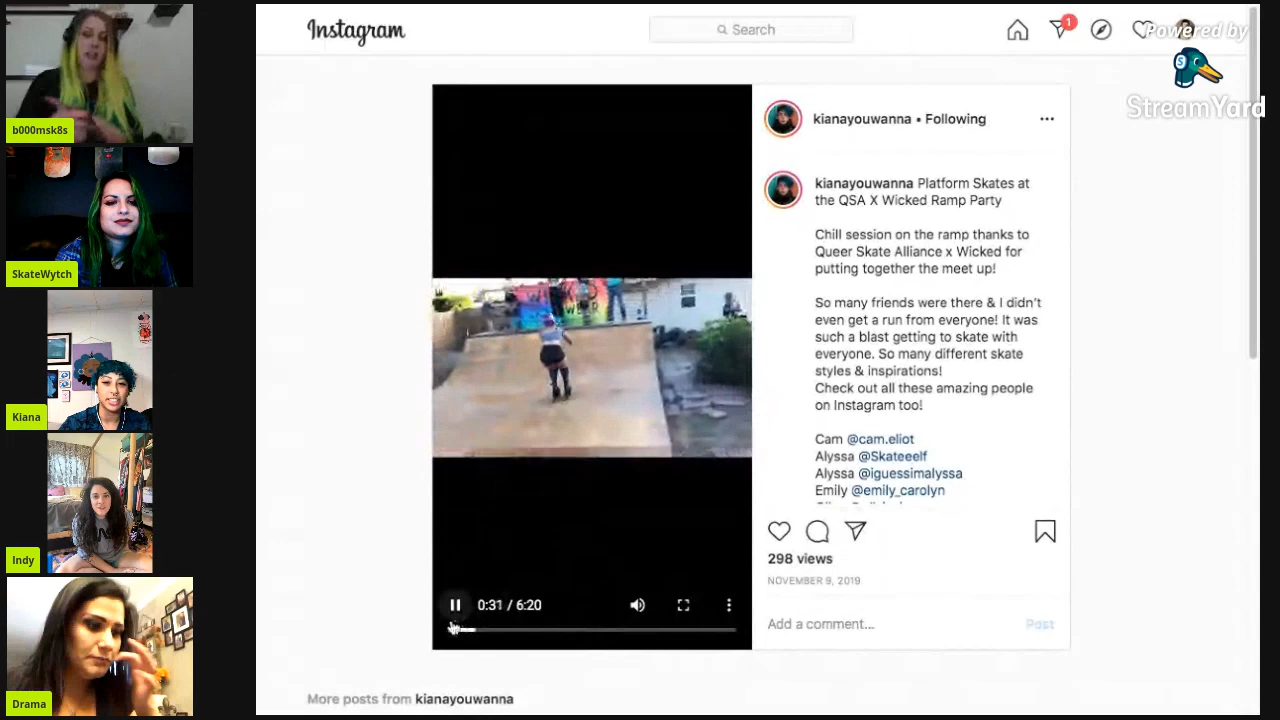 Instagram
Search
1
Powered by
StreamYard
b000msk8s
SkateWytch
Kiana
Indy
Drama
kianayouwanna • Following
kianayouwanna Platform Skates at
the QSA X Wicked Ramp Party
Chill session on the ramp thanks to
Queer Skate Alliance x Wicked for
putting together the meet up!
So many friends were there & I didn't
even get a run from everyone! It was
such a blast getting to skate with
everyone. So many different skate
styles & inspirations!
Check out all these amazing people
on Instagram too!
Cam @cam.eliot
Alyssa @Skateeelf
Alyssa @iguessimalyssa
Emily @emily_carolyn
298 views
NOVEMBER 9, 2019
0:31 / 6:20
Add a comment...
Post
More posts from kianayouwanna